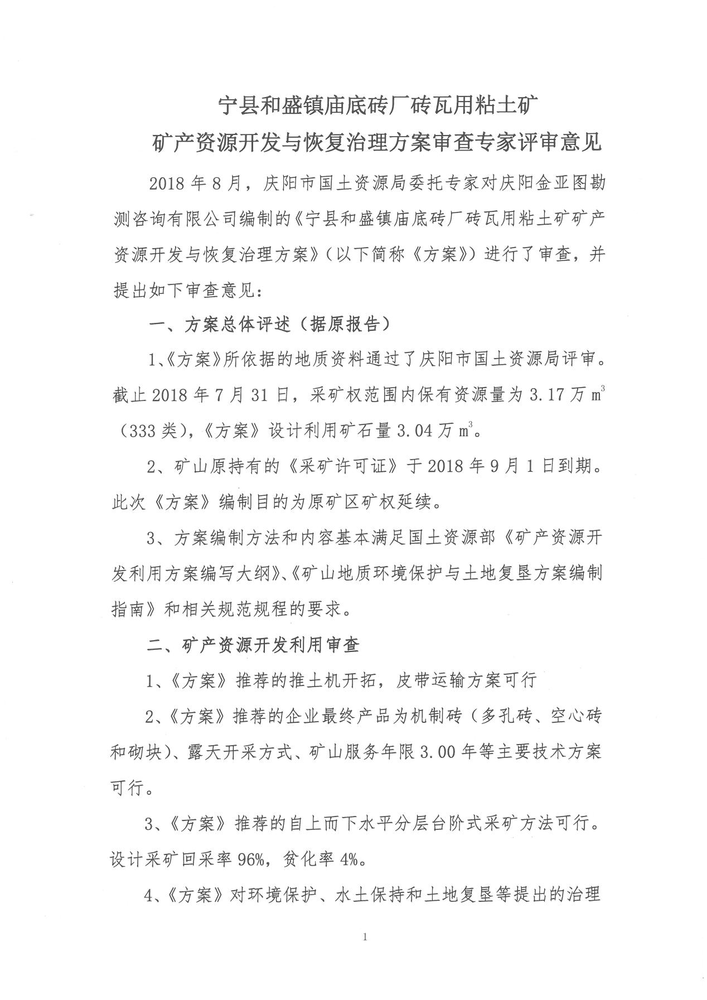 宁县和盛镇庙底砖厂砖瓦用粘土矿
矿产资源开发与恢复治理方案审查专家评审意见
2018 年 8 月，庆阳市国土资源局委托专家对庆阳金亚图勘
测咨询有限公司编制的《宁县和盛镇庙底砖厂砖瓦用粘土矿矿产
资源开发与恢复治理方案》（以下简称《方案》）进行了审查，并
提出如下审查意见：
一、方案总体评述（据原报告）
1、《方案》所依据的地质资料通过了庆阳市国土资源局评审。
截止 2018 年 7 月 31 日，采矿权范围内保有资源量为 3.17 万 m³
（333 类），《方案》设计利用矿石量 3.04 万 m³。
2、矿山原持有的《采矿许可证》于 2018 年 9 月 1 日到期。
此次《方案》编制目的为原矿区矿权延续。
3、方案编制方法和内容基本满足国土资源部《矿产资源开
发利用方案编写大纲》、《矿山地质环境保护与土地复垦方案编制
指南》和相关规范规程的要求。
二、矿产资源开发利用审查
1、《方案》推荐的推土机开拓，皮带运输方案可行
2、《方案》推荐的企业最终产品为机制砖（多孔砖、空心砖
和砌块）、露天开采方式、矿山服务年限 3.00 年等主要技术方案
可行。
3、《方案》推荐的自上而下水平分层台阶式采矿方法可行。
设计采矿回采率 96%，贫化率 4%。
4、《方案》对环境保护、水土保持和土地复垦等提出的治理
1